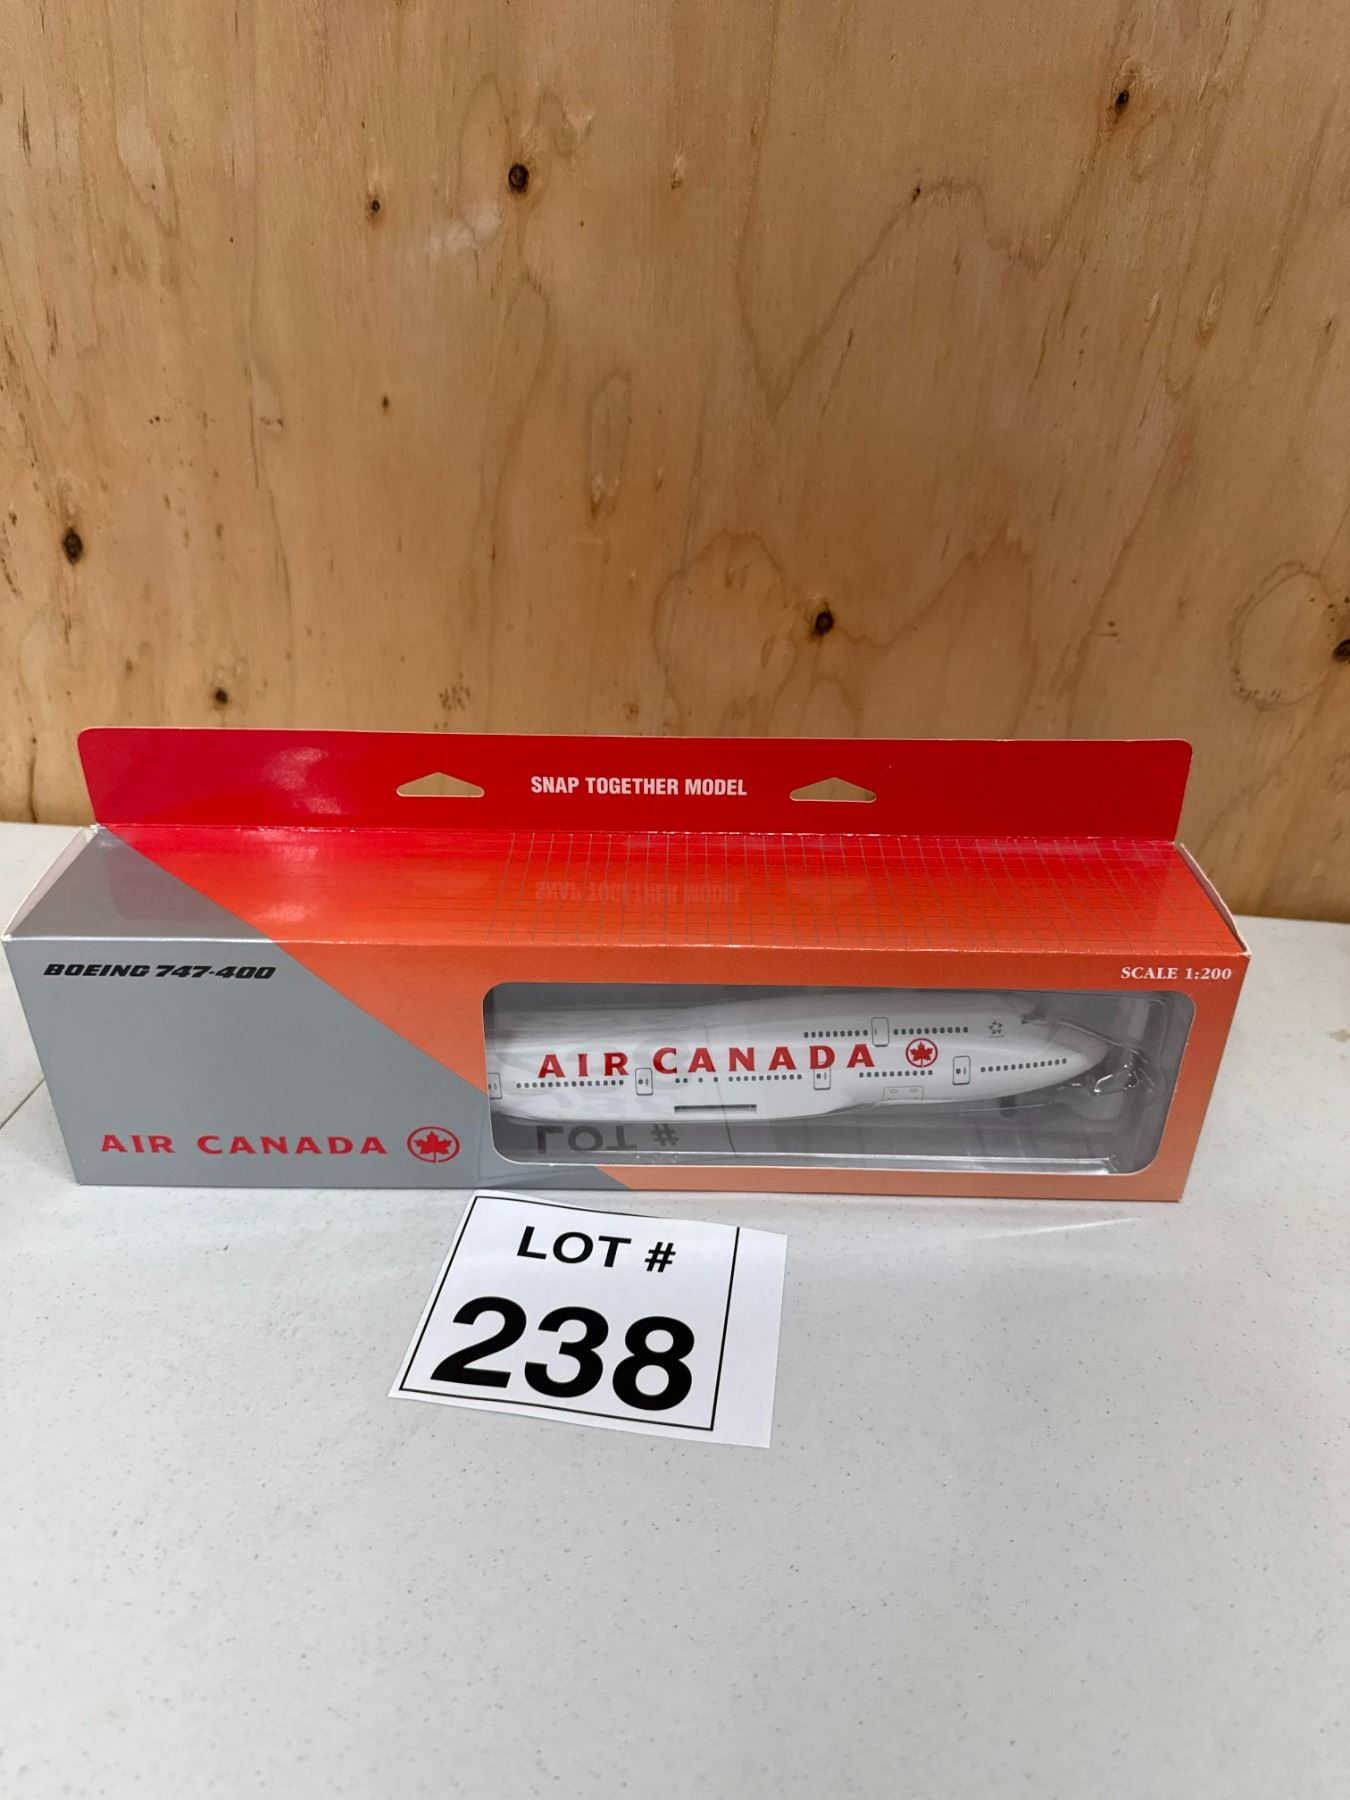 SNAP TOGETHER MODEL
BOEING 747-400
SCALE 1:200
AIR CANADA
AIR CANADA
LOT #
238